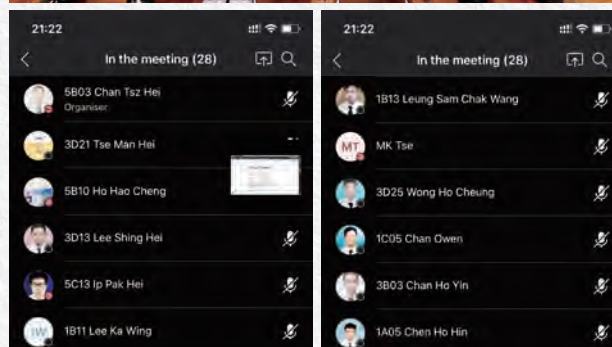 21:22
In the meeting (28)
5B03 Chan Tsz Hei
Organiser
3D21 Tse Man Hei
5B10 Ho Hao Cheng
3D13 Lee Shing Hei
5C13 Ip Pak Hei
IW
1B11 Lee Ka Wing
21:22
In the meeting (28)
1B13 Leung Sam Chak Wang
MT
MK Tse
3D25 Wong Ho Cheung
1C05 Chan Owen
3B03 Chan Ho Yin
1A05 Chen Ho Hin